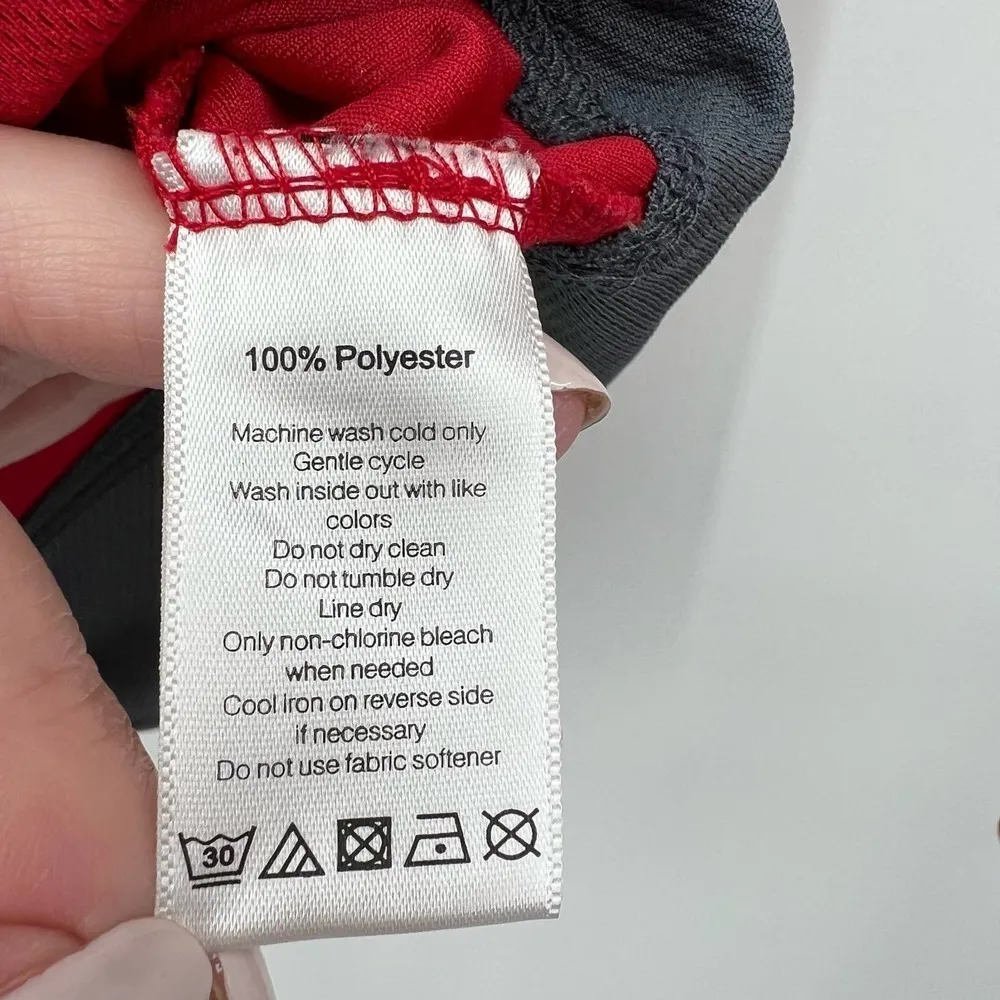 100% Polyester
Machine wash cold only
Gentle cycle
Wash inside out with like
colors
Do not dry clean
Do not tumble dry
Line dry
Only non-chlorine bleach
when needed
Cool Iron on reverse side
if necessary
Do not use fabric softener
30